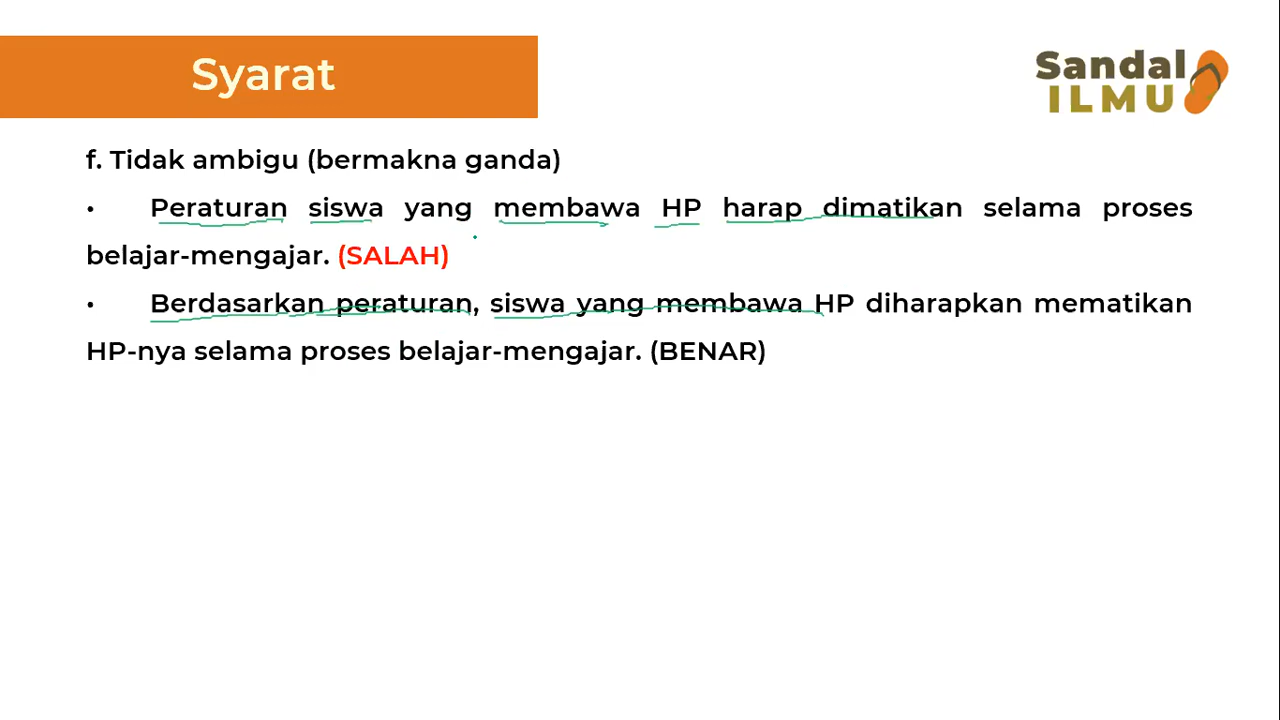 Syarat
Sandal
ILMU
f. Tidak ambigu (bermakna ganda)
• Peraturan siswa yang membawa HP harap dimatikan selama proses
belajar-mengajar. (SALAH)
• Berdasarkan peraturan, siswa yang membawa HP diharapkan mematikan
HP-nya selama proses belajar-mengajar. (BENAR)